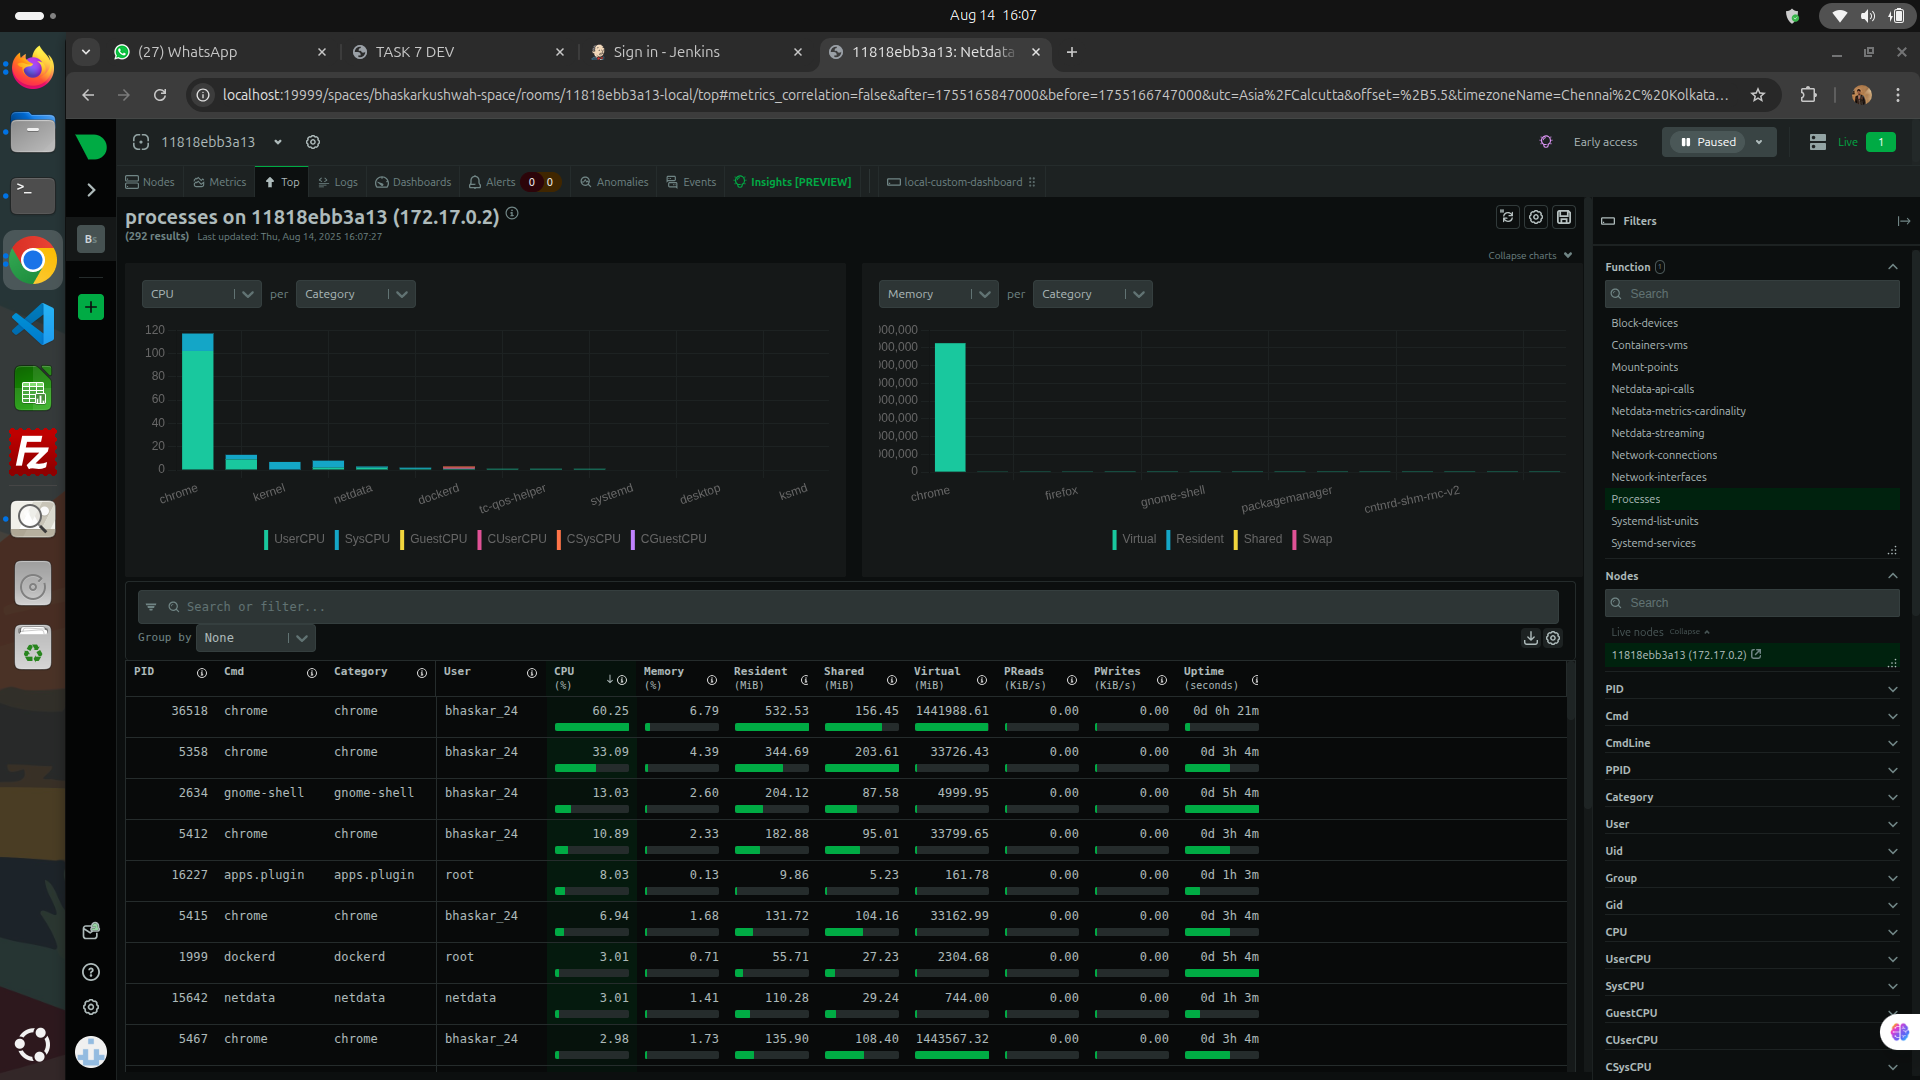 Aug 14 16:07
(27) WhatsApp
TASK 7 DEV
Sign in - Jenkins
11818ebb3a13: Netdata
localhost:19999/spaces/bhaskarkushwah-space/rooms/11818ebb3a13-local/top#metrics_correlation=false&after=1755165847000&before=1755166747000&utc=Asia%2FCalcutta&offset=%2B5.5&timezoneName=Chennai%2C%20Kolkata...
11818ebb3a13
Early access
Paused
Live
1
Nodes
Metrics
Top
Logs
Dashboards
Alerts
0
0
Anomalies
Events
Insights [PREVIEW]
local-custom-dashboard
Bs
processes on 11818ebb3a13 (172.17.0.2)
(292 results) Last updated: Thu, Aug 14, 2025 16:07:27
Collapse charts
CPU per Category
120
100
80
60
40
20
0
chrome
kernel
netdata
dockerd
tc-qos-helper
systemd
desktop
ksmd
UserCPU SysCPU GuestCPU CUserCPU CSysCPU CGuestCPU
Memory per Category
00,000
000,000
000,000
000,000
000,000
000,000
000,000
000,000
0
chrome
firefox
gnome-shell
packagemanager
cntnrd-shm-rnc-v2
Virtual Resident Shared Swap
Search or filter...
Group by None
PID Cmd Category User CPU (%) Memory (%) Resident (MiB) Shared (MiB) Virtual (MiB) PReads (KiB/s) PWrites (KiB/s) Uptime (seconds)
36518 chrome chrome bhaskar_24 60.25 6.79 532.53 156.45 1441988.61 0.00 0.00 0d 0h 21m
5358 chrome chrome bhaskar_24 33.09 4.39 344.69 203.61 33726.43 0.00 0.00 0d 3h 4m
2634 gnome-shell gnome-shell bhaskar_24 13.03 2.60 204.12 87.58 4999.95 0.00 0.00 0d 5h 4m
5412 chrome chrome bhaskar_24 10.89 2.33 182.88 95.01 33799.65 0.00 0.00 0d 3h 4m
16227 apps.plugin apps.plugin root 8.03 0.13 9.86 5.23 161.78 0.00 0.00 0d 1h 3m
5415 chrome chrome bhaskar_24 6.94 1.68 131.72 104.16 33162.99 0.00 0.00 0d 3h 4m
1999 dockerd dockerd root 3.01 0.71 55.71 27.23 2304.68 0.00 0.00 0d 5h 4m
15642 netdata netdata netdata 3.01 1.41 110.28 29.24 744.00 0.00 0.00 0d 1h 3m
5467 chrome chrome bhaskar_24 2.98 1.73 135.90 108.40 1443567.32 0.00 0.00 0d 3h 4m
Filters
Function 1
Search
Block-devices
Containers-vms
Mount-points
Netdata-api-calls
Netdata-metrics-cardinality
Netdata-streaming
Network-connections
Network-interfaces
Processes
Systemd-list-units
Systemd-services
Nodes
Search
Live nodes Collapse
11818ebb3a13 (172.17.0.2)
PID
Cmd
CmdLine
PPID
Category
User
Uid
Group
Gid
CPU
UserCPU
SysCPU
GuestCPU
CUserCPU
CSysCPU